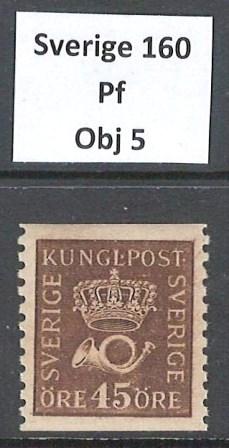 Sverige 160
Pf
Obj 5
KUNGL.POST.
SVERIGE
SVERIGE
ÖRE 45 ÖRE